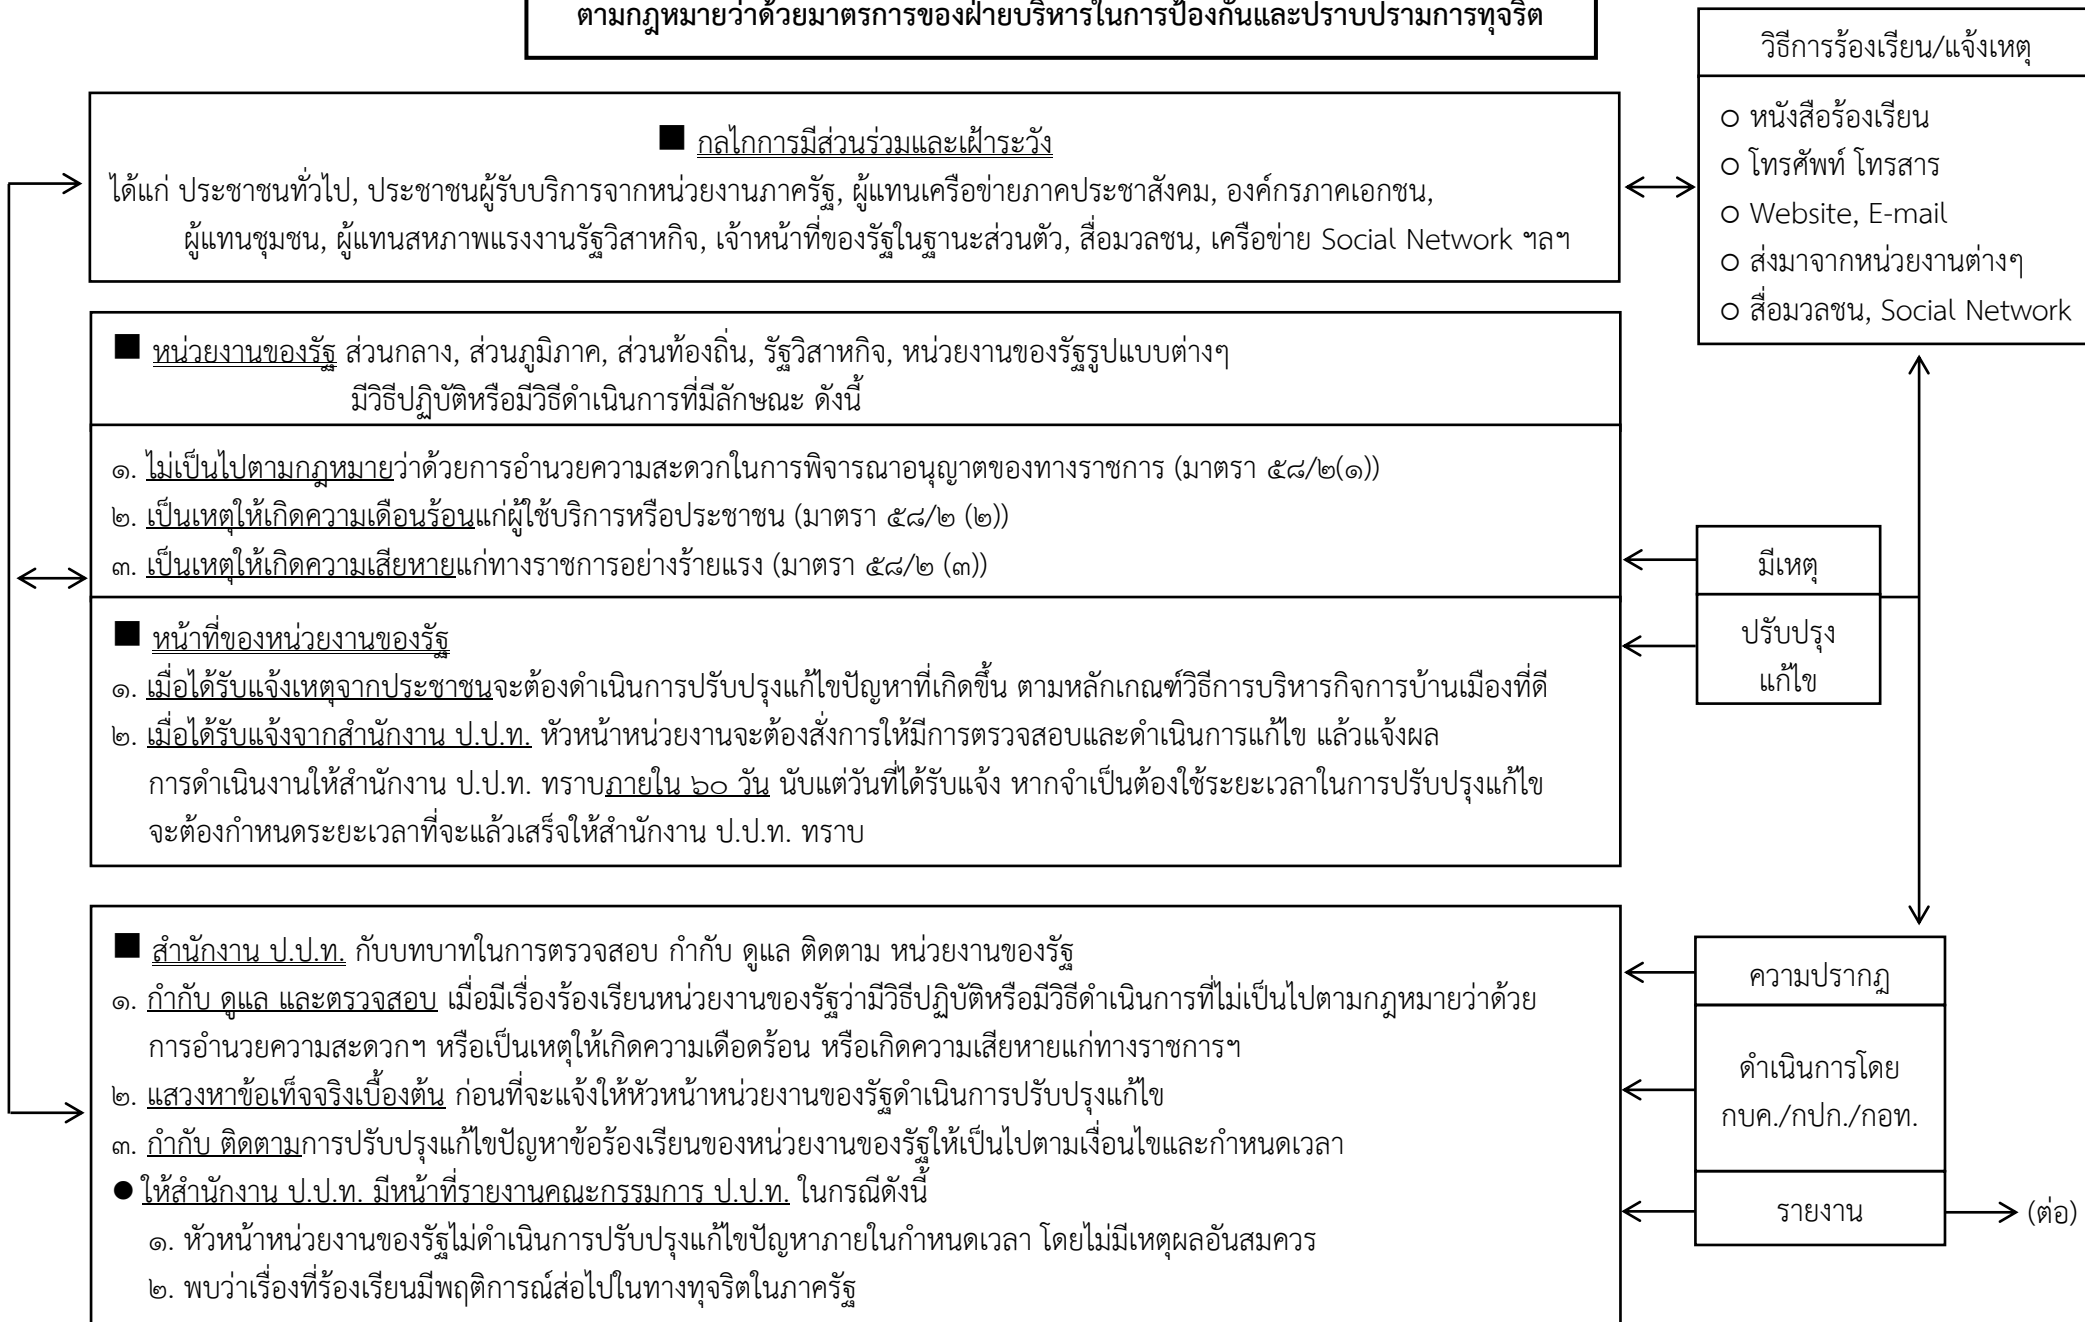 ตามกฎหมายว่าด้วยมาตรการของฝ่ายบริหารในการป้องกันและปราบปรามการทุจริต
วิธีการร้องเรียน/แจ้งเหตุ
○ หนังสือร้องเรียน
○ โทรศัพท์ โทรสาร
○ Website, E-mail
○ ส่งมาจากหน่วยงานต่างๆ
○ สื่อมวลชน, Social Network
■ กลไกการมีส่วนร่วมและเฝ้าระวัง
ได้แก่ ประชาชนทั่วไป, ประชาชนผู้รับบริการจากหน่วยงานภาครัฐ, ผู้แทนเครือข่ายภาคประชาสังคม, องค์กรภาคเอกชน,
ผู้แทนชุมชน, ผู้แทนสหภาพแรงงานรัฐวิสาหกิจ, เจ้าหน้าที่ของรัฐในฐานะส่วนตัว, สื่อมวลชน, เครือข่าย Social Network ฯลฯ
■ หน่วยงานของรัฐ ส่วนกลาง, ส่วนภูมิภาค, ส่วนท้องถิ่น, รัฐวิสาหกิจ, หน่วยงานของรัฐรูปแบบต่างๆ
มีวิธีปฏิบัติหรือมีวิธีดำเนินการที่มีลักษณะ ดังนี้
๑. ไม่เป็นไปตามกฎหมายว่าด้วยการอำนวยความสะดวกในการพิจารณาอนุญาตของทางราชการ (มาตรา ๕๘/๒(๑))
๒. เป็นเหตุให้เกิดความเดือนร้อนแก่ผู้ใช้บริการหรือประชาชน (มาตรา ๕๘/๒ (๒))
๓. เป็นเหตุให้เกิดความเสียหายแก่ทางราชการอย่างร้ายแรง (มาตรา ๕๘/๒ (๓))
มีเหตุ
ปรับปรุง
แก้ไข
■ หน้าที่ของหน่วยงานของรัฐ
๑. เมื่อได้รับแจ้งเหตุจากประชาชนจะต้องดำเนินการปรับปรุงแก้ไขปัญหาที่เกิดขึ้น ตามหลักเกณฑ์วิธีการบริหารกิจการบ้านเมืองที่ดี
๒. เมื่อได้รับแจ้งจากสำนักงาน ป.ป.ท. หัวหน้าหน่วยงานจะต้องสั่งการให้มีการตรวจสอบและดำเนินการแก้ไข แล้วแจ้งผล
การดำเนินงานให้สำนักงาน ป.ป.ท. ทราบภายใน ๖๐ วัน นับแต่วันที่ได้รับแจ้ง หากจำเป็นต้องใช้ระยะเวลาในการปรับปรุงแก้ไข
จะต้องกำหนดระยะเวลาที่จะแล้วเสร็จให้สำนักงาน ป.ป.ท. ทราบ
■ สำนักงาน ป.ป.ท. กับบทบาทในการตรวจสอบ กำกับ ดูแล ติดตาม หน่วยงานของรัฐ
๑. กำกับ ดูแล และตรวจสอบ เมื่อมีเรื่องร้องเรียนหน่วยงานของรัฐว่ามีวิธีปฏิบัติหรือมีวิธีดำเนินการที่ไม่เป็นไปตามกฎหมายว่าด้วย
การอำนวยความสะดวกฯ หรือเป็นเหตุให้เกิดความเดือดร้อน หรือเกิดความเสียหายแก่ทางราชการฯ
๒. แสวงหาข้อเท็จจริงเบื้องต้น ก่อนที่จะแจ้งให้หัวหน้าหน่วยงานของรัฐดำเนินการปรับปรุงแก้ไข
๓. กำกับ ติดตามการปรับปรุงแก้ไขปัญหาข้อร้องเรียนของหน่วยงานของรัฐให้เป็นไปตามเงื่อนไขและกำหนดเวลา
● ให้สำนักงาน ป.ป.ท. มีหน้าที่รายงานคณะกรรมการ ป.ป.ท. ในกรณีดังนี้
๑. หัวหน้าหน่วยงานของรัฐไม่ดำเนินการปรับปรุงแก้ไขปัญหาภายในกำหนดเวลา โดยไม่มีเหตุผลอันสมควร
๒. พบว่าเรื่องที่ร้องเรียนมีพฤติการณ์ส่อไปในทางทุจริตในภาครัฐ
ความปรากฏ
ดำเนินการโดย
กบค./กปก./กอท.
รายงาน
(ต่อ)